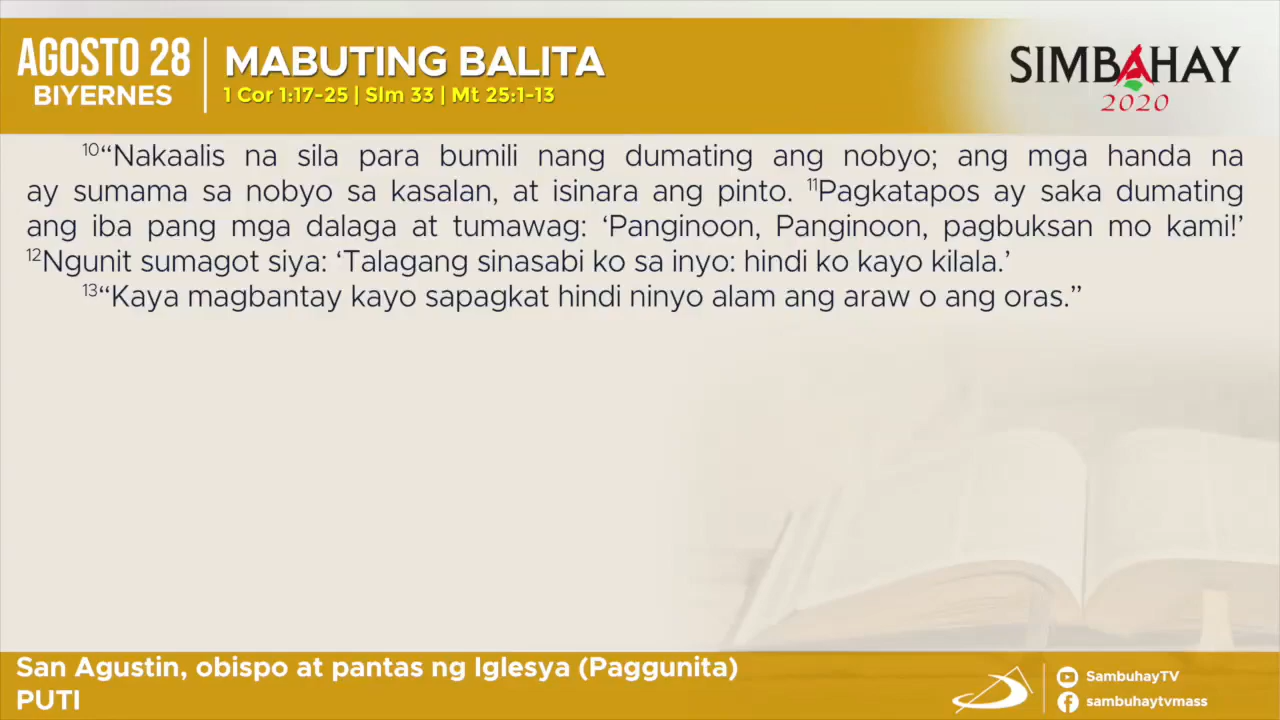 AGOSTO 28
BIYERNES
MABUTING BALITA
1 Cor 1:17-25 | Slm 33 | Mt 25:1-13
SIMBAHAY
2020
10“Nakaalis na sila para bumili nang dumating ang nobyo; ang mga handa na
ay sumama sa nobyo sa kasalan, at isinara ang pinto. 11Pagkatapos ay saka dumating
ang iba pang mga dalaga at tumawag: ‘Panginoon, Panginoon, pagbuksan mo kami!’
12Ngunit sumagot siya: ‘Talagang sinasabi ko sa inyo: hindi ko kayo kilala.’
13“Kaya magbantay kayo sapagkat hindi ninyo alam ang araw o ang oras.”
San Agustin, obispo at pantas ng Iglesya (Paggunita)
PUTI
SambuhayTV
sambuhaytvmass